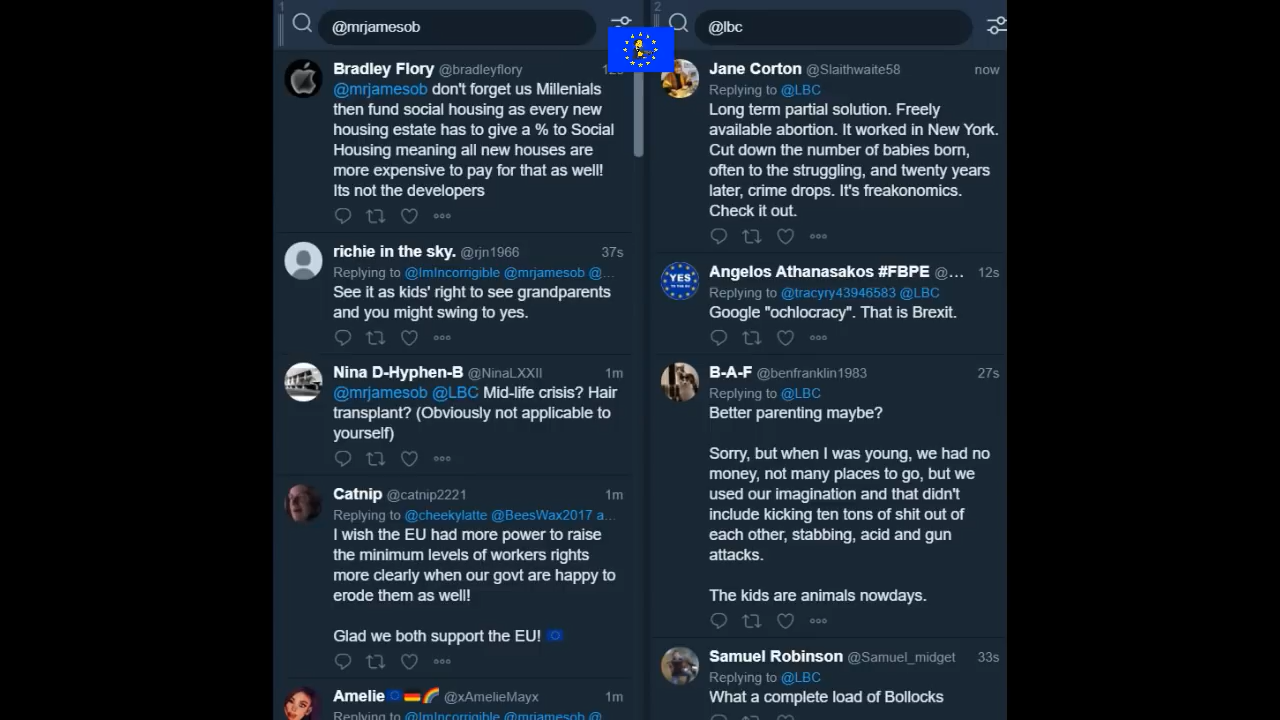 1
@mrjamesob
Bradley Flory @bradleyflory
@mrjamesob don't forget us Millenials
then fund social housing as every new
housing estate has to give a % to Social
Housing meaning all new houses are
more expensive to pay for that as well!
Its not the developers
richie in the sky. @rjn1966 37s
Replying to @ImIncorrigible @mrjamesob @…
See it as kids' right to see grandparents
and you might swing to yes.
Nina D-Hyphen-B @NinaLXXII 1m
@mrjamesob @LBC Mid-life crisis? Hair
transplant? (Obviously not applicable to
yourself)
Catnip @catnip2221 1m
Replying to @cheekylatte @BeesWax2017 a…
I wish the EU had more power to raise
the minimum levels of workers rights
more clearly when our govt are happy to
erode them as well!
Glad we both support the EU!
Amelie @xAmelieMayx 1m
Replying to @ImIncorrigible @mrjamesob @
2
@lbc
Jane Corton @Slaithwaite58 now
Replying to @LBC
Long term partial solution. Freely
available abortion. It worked in New York.
Cut down the number of babies born,
often to the struggling, and twenty years
later, crime drops. It's freakonomics.
Check it out.
YES
Angelos Athanasakos #FBPE @… 12s
Replying to @tracyry43946583 @LBC
Google "ochlocracy". That is Brexit.
B-A-F @benfranklin1983 27s
Replying to @LBC
Better parenting maybe?
Sorry, but when I was young, we had no
money, not many places to go, but we
used our imagination and that didn't
include kicking ten tons of shit out of
each other, stabbing, acid and gun
attacks.
The kids are animals nowdays.
Samuel Robinson @Samuel_midget 33s
Replying to @LBC
What a complete load of Bollocks